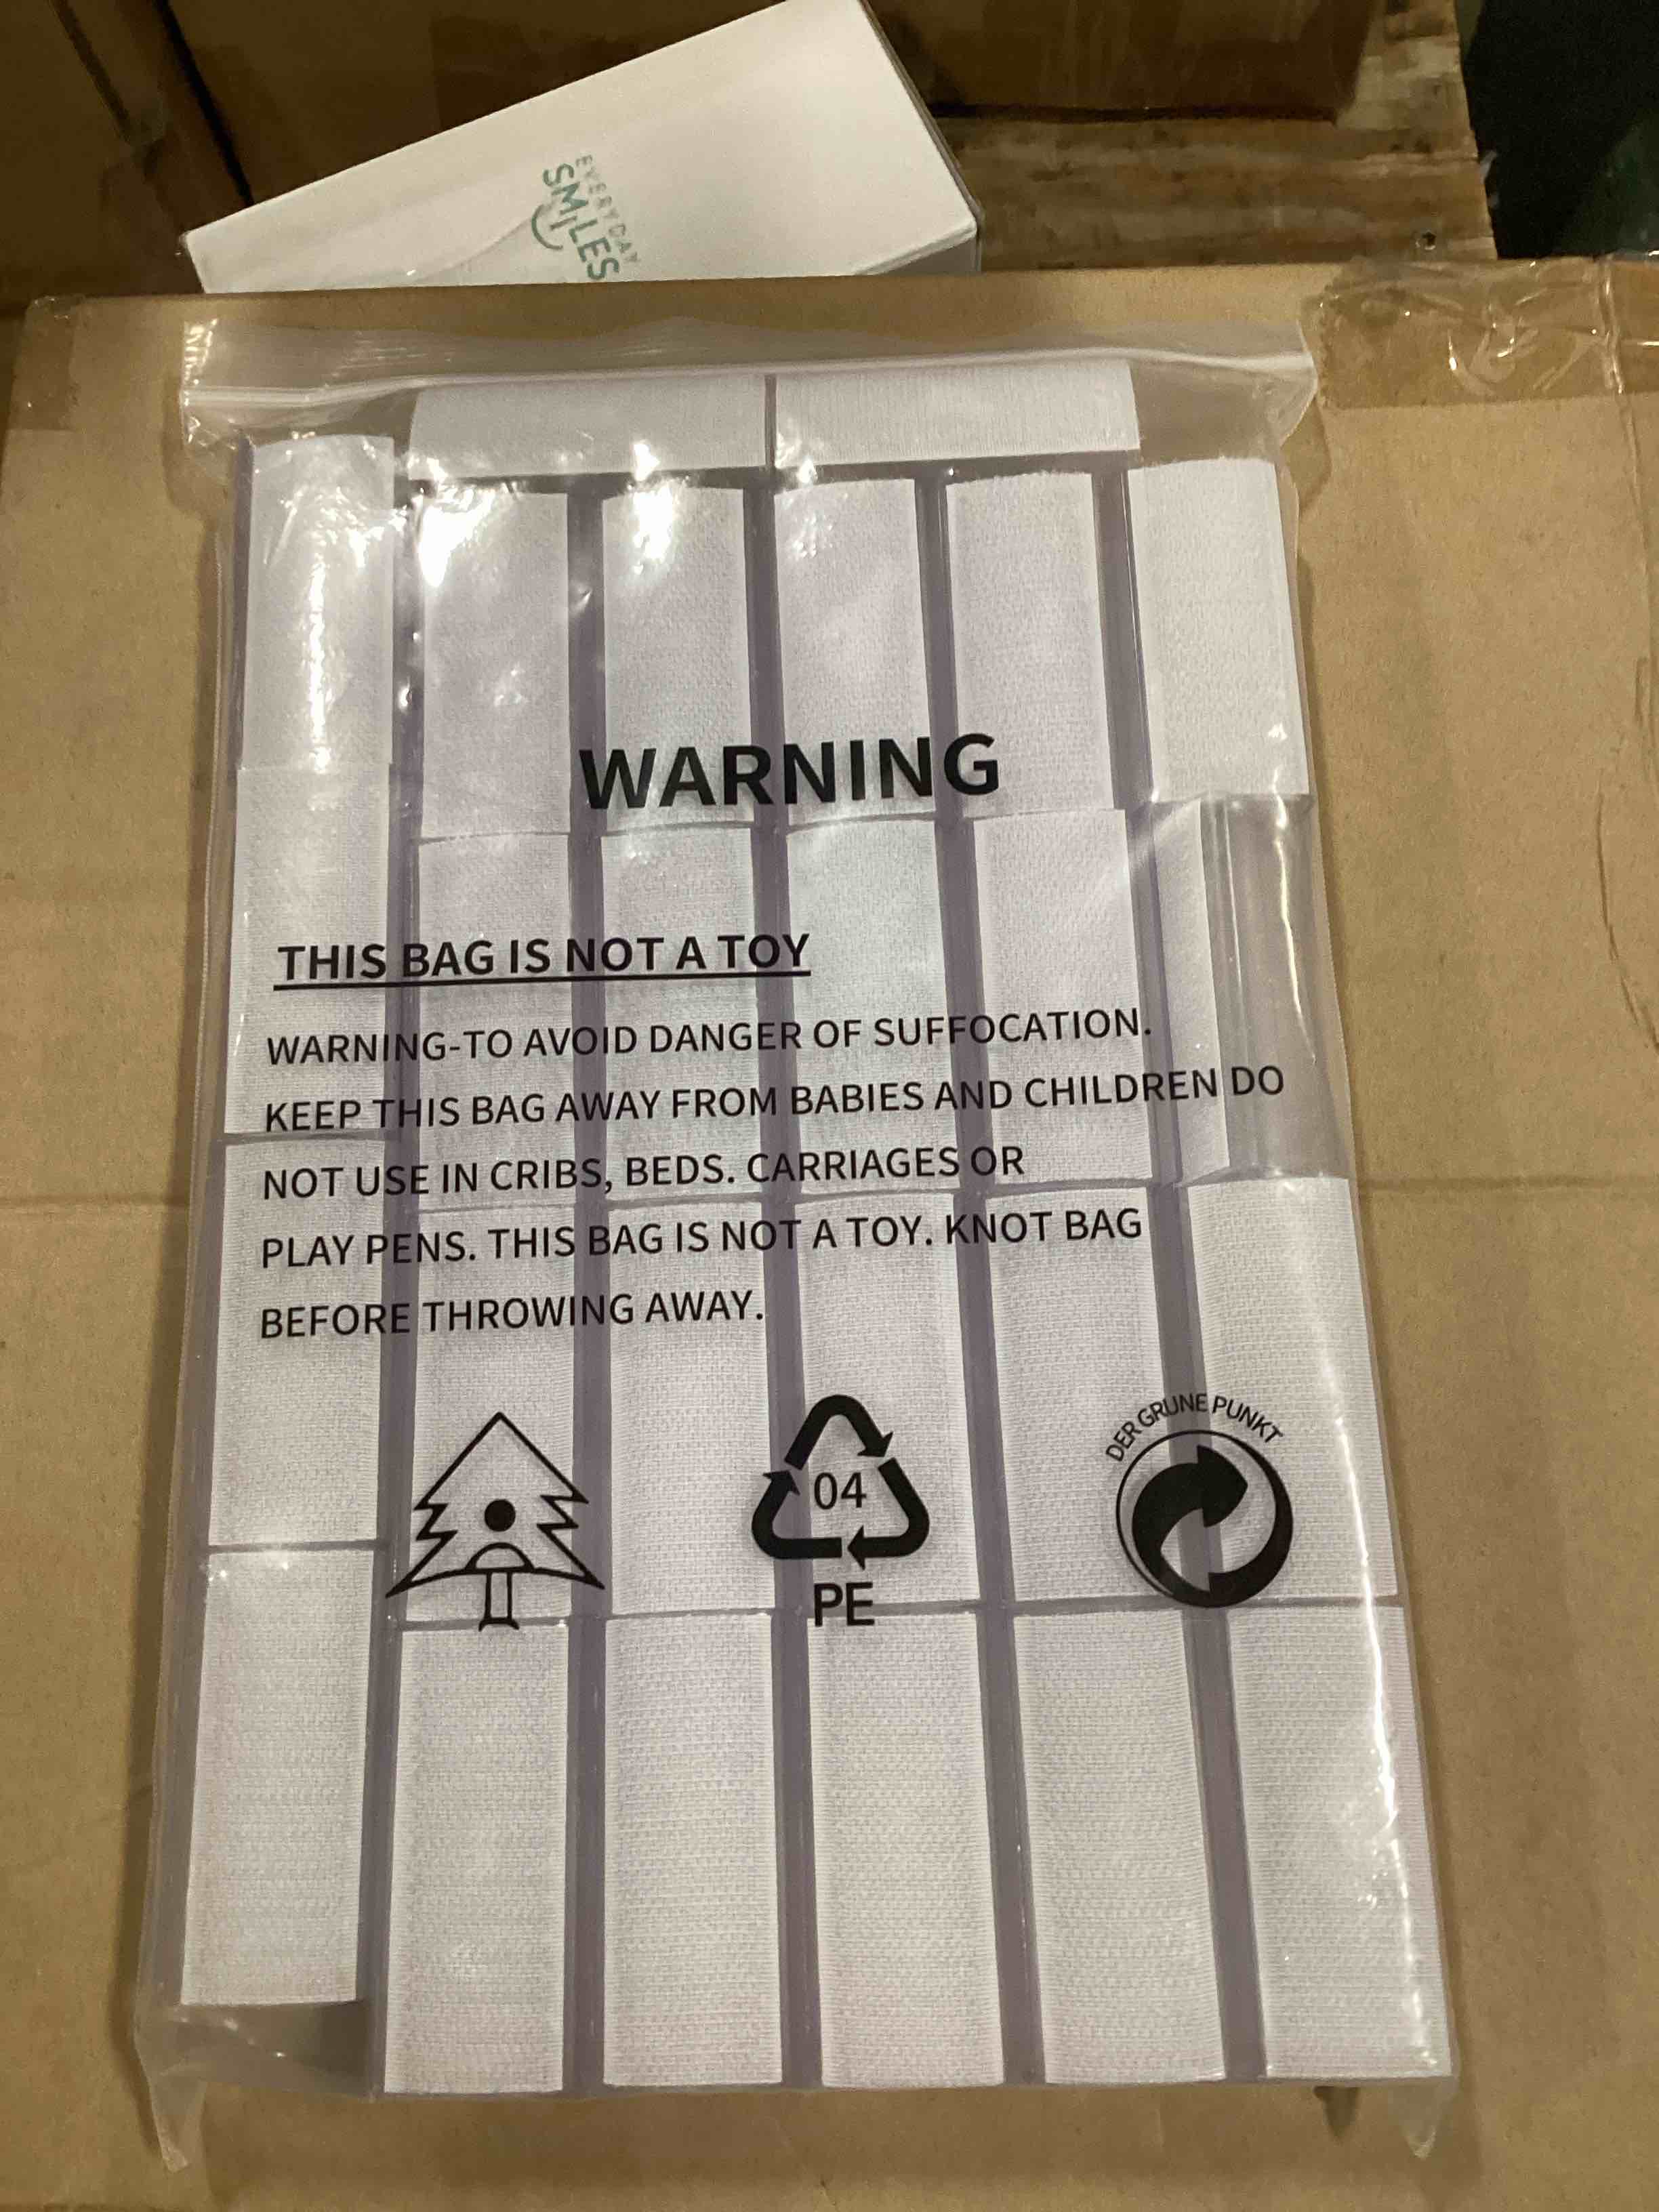 EVERYDAY
SMILES
WARNING
THIS BAG IS NOT A TOY
WARNING-TO AVOID DANGER OF SUFFOCATION.
KEEP THIS BAG AWAY FROM BABIES AND CHILDREN DO
NOT USE IN CRIBS, BEDS. CARRIAGES OR
PLAY PENS. THIS BAG IS NOT A TOY. KNOT BAG
BEFORE THROWING AWAY.
04
PE
DER GRUNE PUNKT